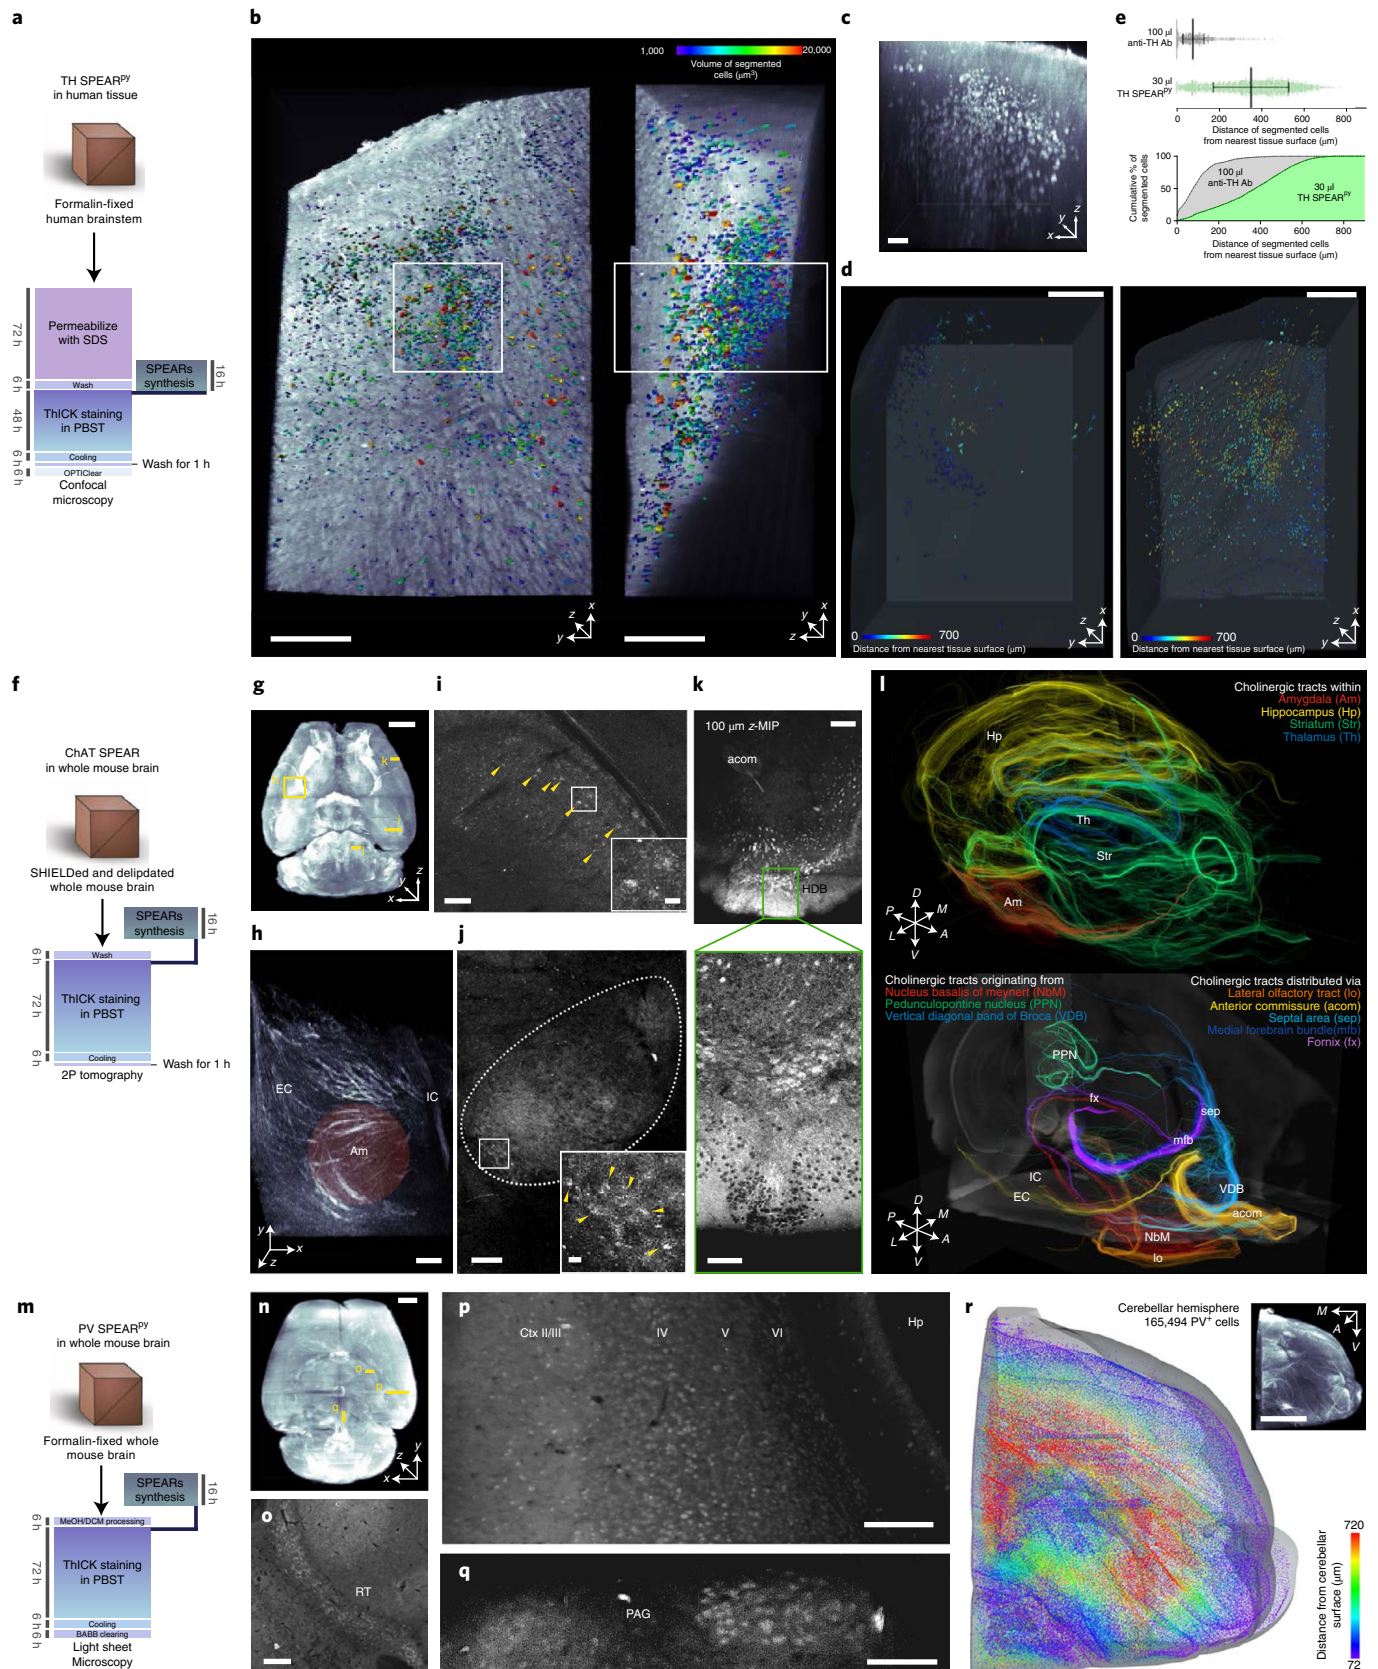 a
TH SPEARpy
in human tissue
Formalin-fixed
human brainstem
72 h
Permeabilize
with SDS
SPEARs
synthesis
16 h
6 h
Wash
48 h
ThICK staining
in PBST
6 h
Cooling
Wash for 1 h
6 h
OPTIClear
Confocal
microscopy
b
1,000
20,000
Volume of segmented
cells (μm3)
x
z
y
x
y
z
c
z
y
x
e
100 μl
anti-TH Ab
30 μl
TH SPEARpy
0
200
400
600
800
Distance of segmented cells
from nearest tissue surface (μm)
Cumulative % of
segmented cells
100
50
0
100 μl
anti-TH Ab
30 μl
TH SPEARpy
0
200
400
600
800
Distance of segmented cells
from nearest tissue surface (μm)
d
0
700
Distance from nearest tissue surface (μm)
x
z
y
0
700
Distance from nearest tissue surface (μm)
x
z
y
f
ChAT SPEAR
in whole mouse brain
SHIELDed and delipdated
whole mouse brain
SPEARs
synthesis
16 h
6 h
Wash
72 h
ThICK staining
in PBST
6 h
Cooling
Wash for 1 h
2P tomography
g
k
z
y
x
i
k
100 μm z-MIP
acom
HDB
h
EC
IC
Am
y
x
z
j
l
Cholinergic tracts within
Amygdala (Am)
Hippocampus (Hp)
Striatum (Str)
Thalamus (Th)
Hp
Th
Str
Am
D
P
M
L
A
V
Cholinergic tracts originating from
Nucleus basalis of meynert (NbM)
Pedunculopontine nucleus (PPN)
Vertical diagonal band of Broca (VDB)
Cholinergic tracts distributed via
Lateral olfactory tract (lo)
Anterior commissure (acom)
Septal area (sep)
Medial forebrain bundle(mfb)
Fornix (fx)
PPN
fx
sep
mfb
IC
EC
VDB
acom
NbM
lo
D
P
M
L
A
V
m
PV SPEARpy
in whole mouse brain
Formalin-fixed whole
mouse brain
SPEARs
synthesis
16 h
6 h
MeOH/DCM processing
72 h
ThICK staining
in PBST
6 h
Cooling
6 h
BABB clearing
Light sheet
Microscopy
n
o
p
q
y
z
x
o
RT
p
Ctx II/III
IV
V
VI
Hp
q
PAG
r
Cerebellar hemisphere
165,494 PV+ cells
M
A
V
720
Distance from cerebellar
surface (μm)
72